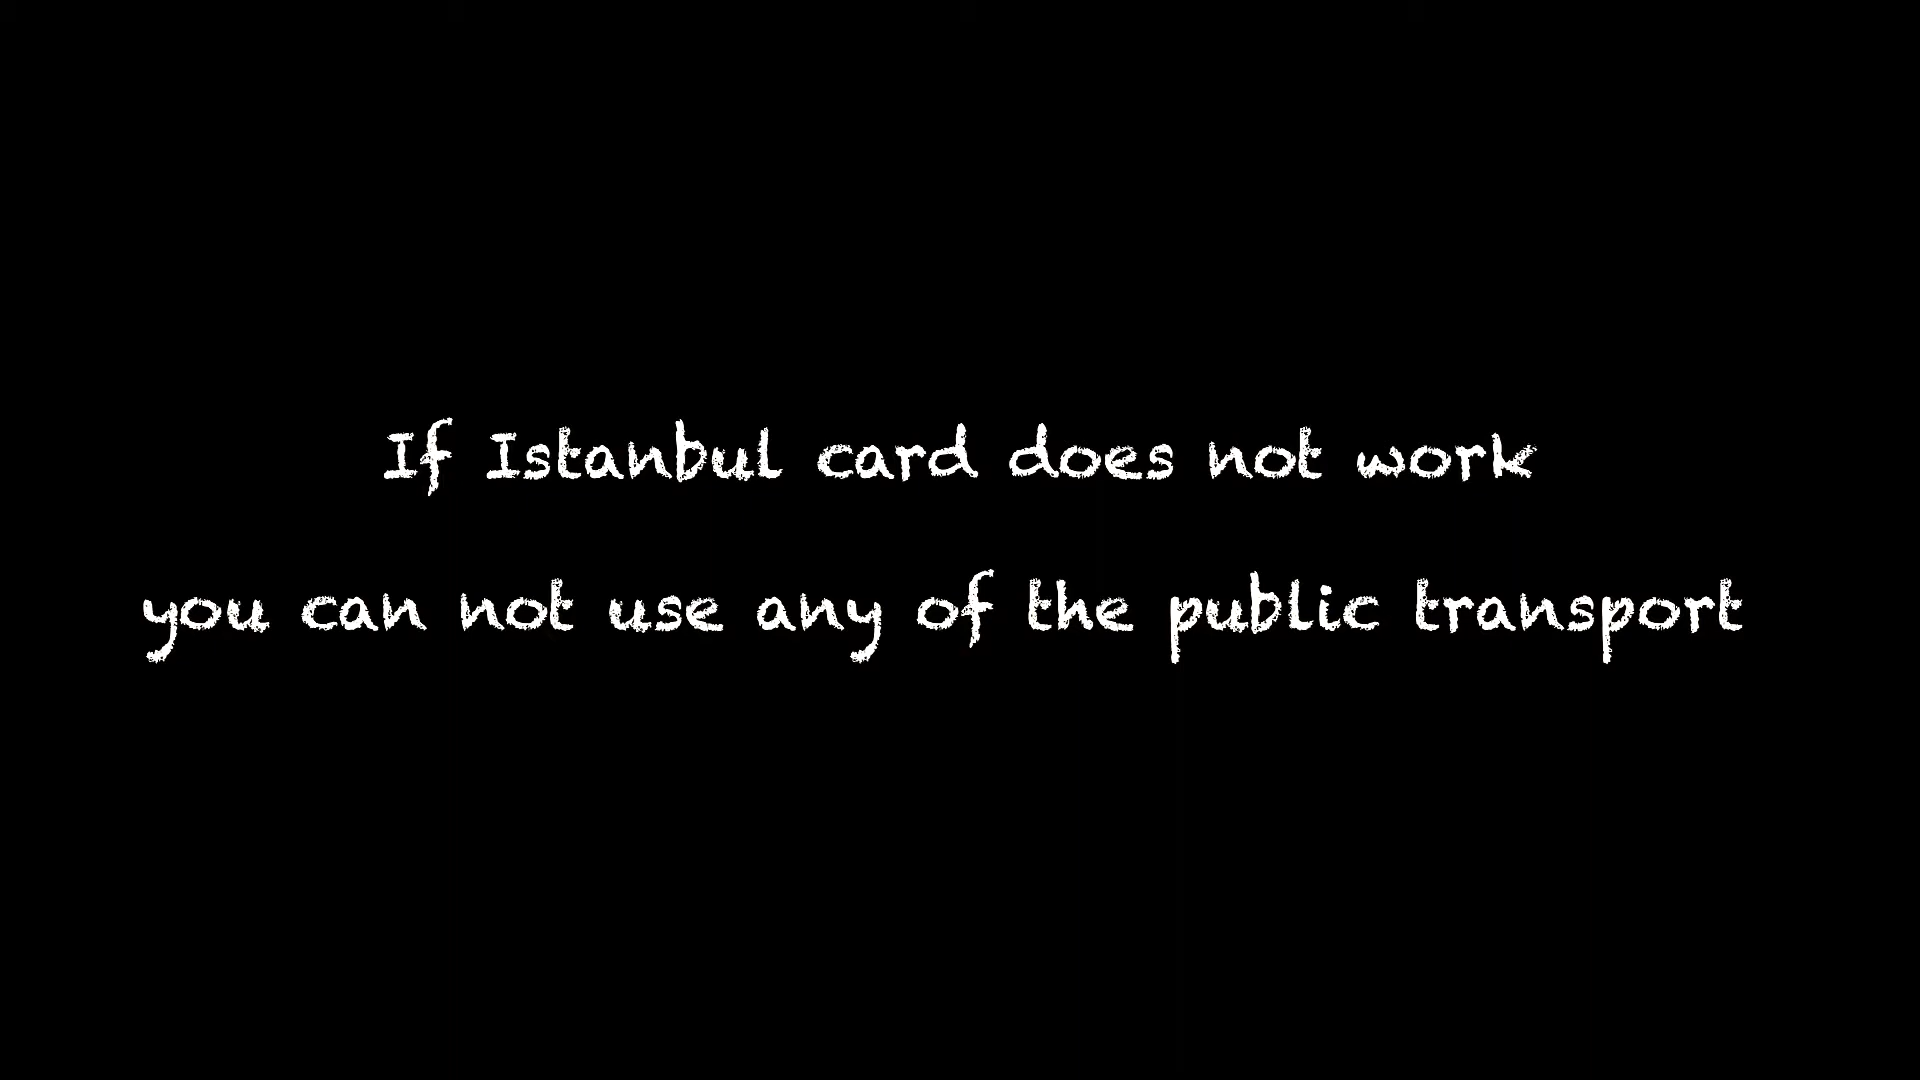 If Istanbul card does not work
you can not use any of the public transport